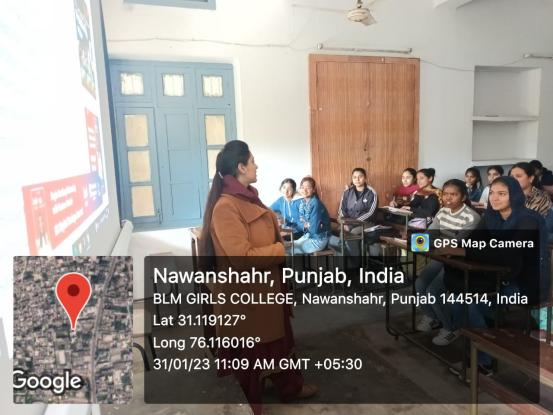 GPS Map Camera
Nawanshahr, Punjab, India
BLM GIRLS COLLEGE, Nawanshahr, Punjab 144514, India
Lat 31.119127°
Long 76.116016°
31/01/23 11:09 AM GMT +05:30
Google